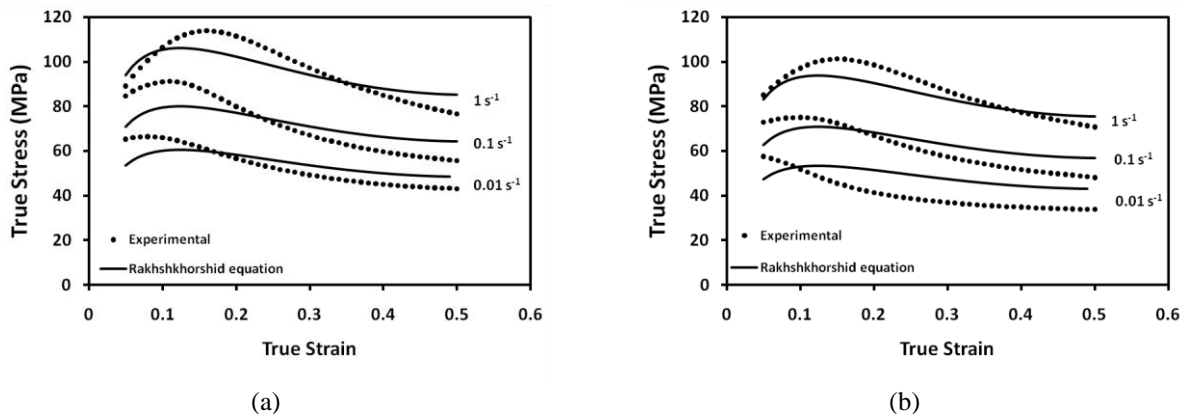 120
100
80
60
40
20
0
True Stress (MPa)
1 s⁻¹
0.1 s⁻¹
0.01 s⁻¹
Experimental
Rakhshkhorshid equation
0 0.1 0.2 0.3 0.4 0.5 0.6
True Strain
(a)
120
100
80
60
40
20
0
True Stress (MPa)
1 s⁻¹
0.1 s⁻¹
0.01 s⁻¹
Experimental
Rakhshkhorshid equation
0 0.1 0.2 0.3 0.4 0.5 0.6
True Strain
(b)